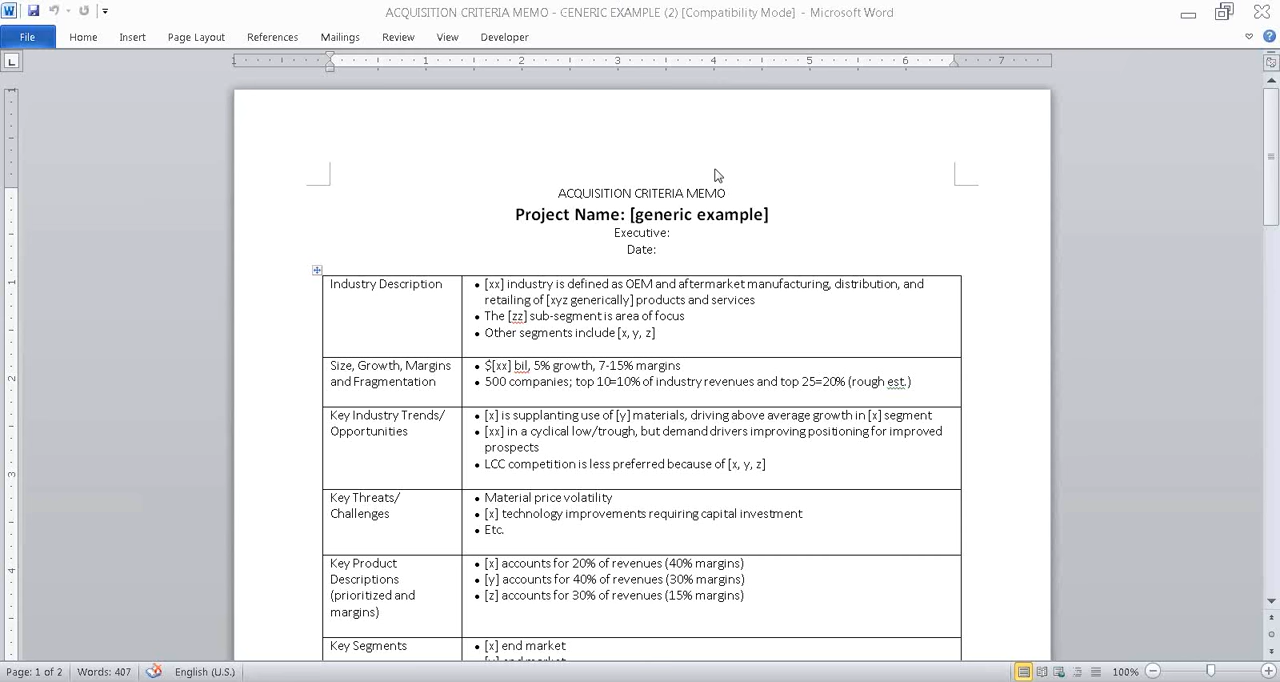 ACQUISITION CRITERIA MEMO - GENERIC EXAMPLE (2) [Compatibility Mode] - Microsoft Word
File Home Insert Page Layout References Mailings Review View Developer
1 1 2 3 4 5 6 7
ACQUISITION CRITERIA MEMO
Project Name: [generic example]
Executive:
Date:
Industry Description
• [xx] industry is defined as OEM and aftermarket manufacturing, distribution, and
retailing of [xyz generically] products and services
• The [zz] sub-segment is area of focus
• Other segments include [x, y, z]
Size, Growth, Margins
and Fragmentation
• $[xx] bil, 5% growth, 7-15% margins
• 500 companies; top 10=10% of industry revenues and top 25=20% (rough est.)
Key Industry Trends/
Opportunities
• [x] is supplanting use of [y] materials, driving above average growth in [x] segment
• [xx] in a cyclical low/trough, but demand drivers improving positioning for improved
prospects
• LCC competition is less preferred because of [x, y, z]
Key Threats/
Challenges
• Material price volatility
• [x] technology improvements requiring capital investment
• Etc.
Key Product
Descriptions
(prioritized and
margins)
• [x] accounts for 20% of revenues (40% margins)
• [y] accounts for 40% of revenues (30% margins)
• [z] accounts for 30% of revenues (15% margins)
Key Segments
• [x] end market
Page: 1 of 2 Words: 407 English (U.S.) 100%